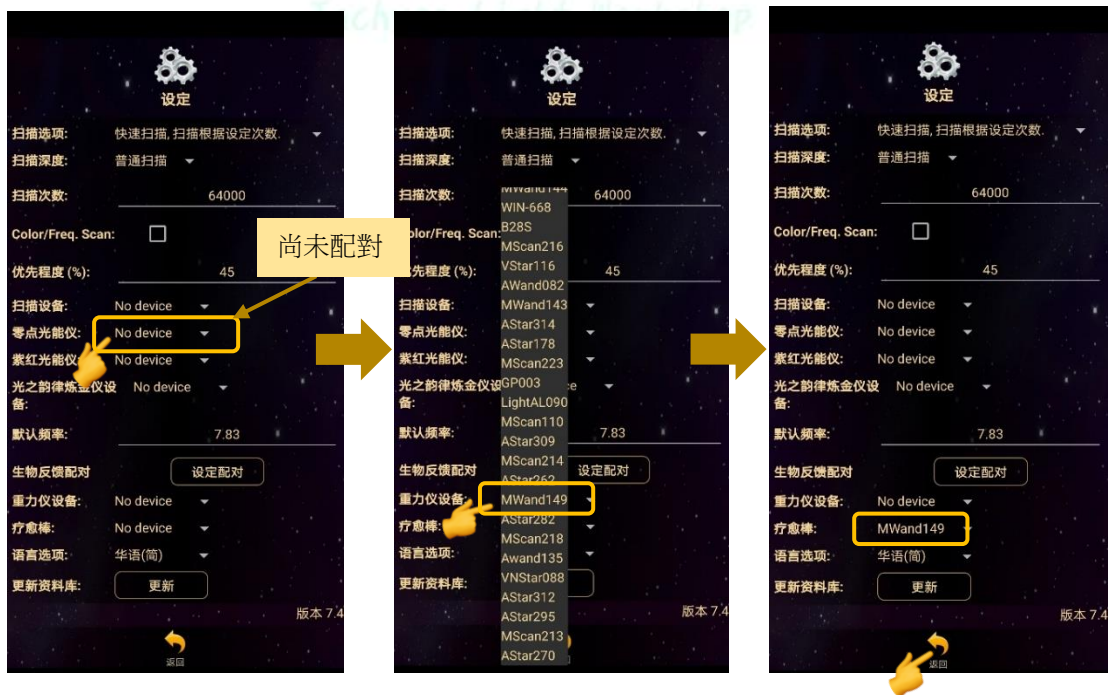 设定
扫描选项: 快速扫描, 扫描根据设定次数.
扫描深度: 普通扫描
扫描次数: 64000
Color/Freq. Scan:
尚未配對
优先程度 (%): 45
扫描设备: No device
零点光能仪: No device
紫红光能仪: No device
光之韵律炼金仪设 No device
备:
默认频率: 7.83
生物反馈配对 设定配对
重力仪设备: No device
疗愈棒: No device
语言选项: 华语(简)
更新资料库: 更新
版本 7.4
返回
设定
扫描选项: 快速扫描, 扫描根据设定次数.
扫描深度: 普通扫描
扫描次数: 64000
MWand144
WIN-668
B28S
olor/Freq. Scan:
MScan216
VStar116
先程度 (%): 45
AWand082
扫描设备: MWand143
AStar314
零点光能仪:
AStar178
紫红光能仪: MScan223
光之韵律炼金仪设 GP003
备: LightAL090
MScan110
默认频率: 7.83
AStar309
MScan214
生物反馈配对 设定配对
AStar262
重力仪设备: MWand149
疗愈棒: AStar282
MScan218
语言选项: Awand135
更新资料库: VNStar088
AStar312
AStar295
版本 7.4
MScan213
AStar270
设定
扫描选项: 快速扫描, 扫描根据设定次数.
扫描深度: 普通扫描
扫描次数: 64000
Color/Freq. Scan:
优先程度 (%): 45
扫描设备: No device
零点光能仪: No device
紫红光能仪: No device
光之韵律炼金仪设 No device
备:
默认频率: 7.83
生物反馈配对 设定配对
重力仪设备: No device
疗愈棒: MWand149
语言选项: 华语(简)
更新资料库: 更新
版本 7.4
返回